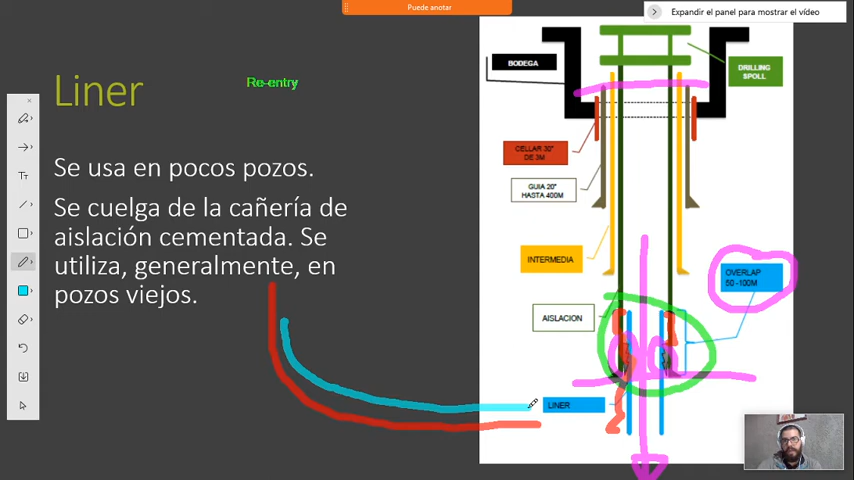 Puede anotar
Expandir el panel para mostrar el vídeo
Liner
Re-entry
Se usa en pocos pozos.
Se cuelga de la cañería de
aislación cementada. Se
utiliza, generalmente, en
pozos viejos.
BODEGA
DRILLING
SPOLL
CELLAR 30"
DE 3M
GUIA 20"
HASTA 400M
INTERMEDIA
OVERLAP
50 -100M
AISLACION
LINER
Tт